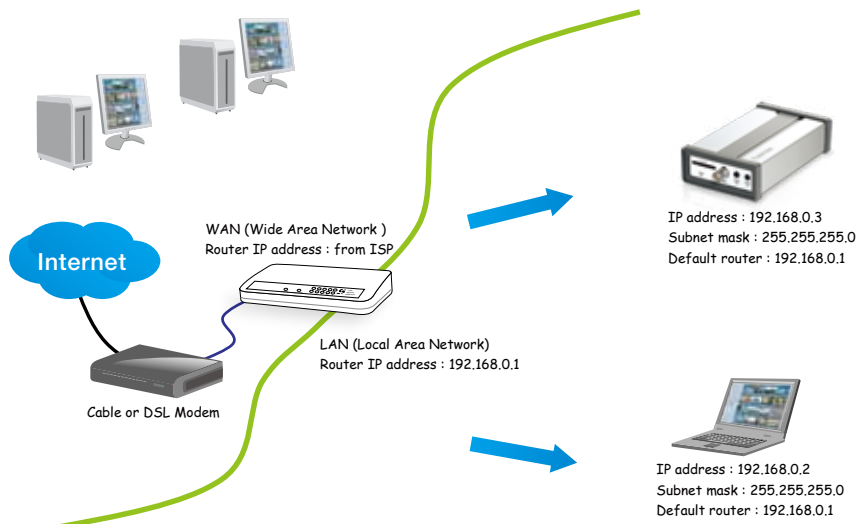 WAN (Wide Area Network )
Router IP address : from ISP
Internet
LAN (Local Area Network)
Router IP address : 192.168.0.1
Cable or DSL Modem
IP address : 192.168.0.3
Subnet mask : 255.255.255.0
Default router : 192.168.0.1
IP address : 192.168.0.2
Subnet mask : 255.255.255.0
Default router : 192.168.0.1